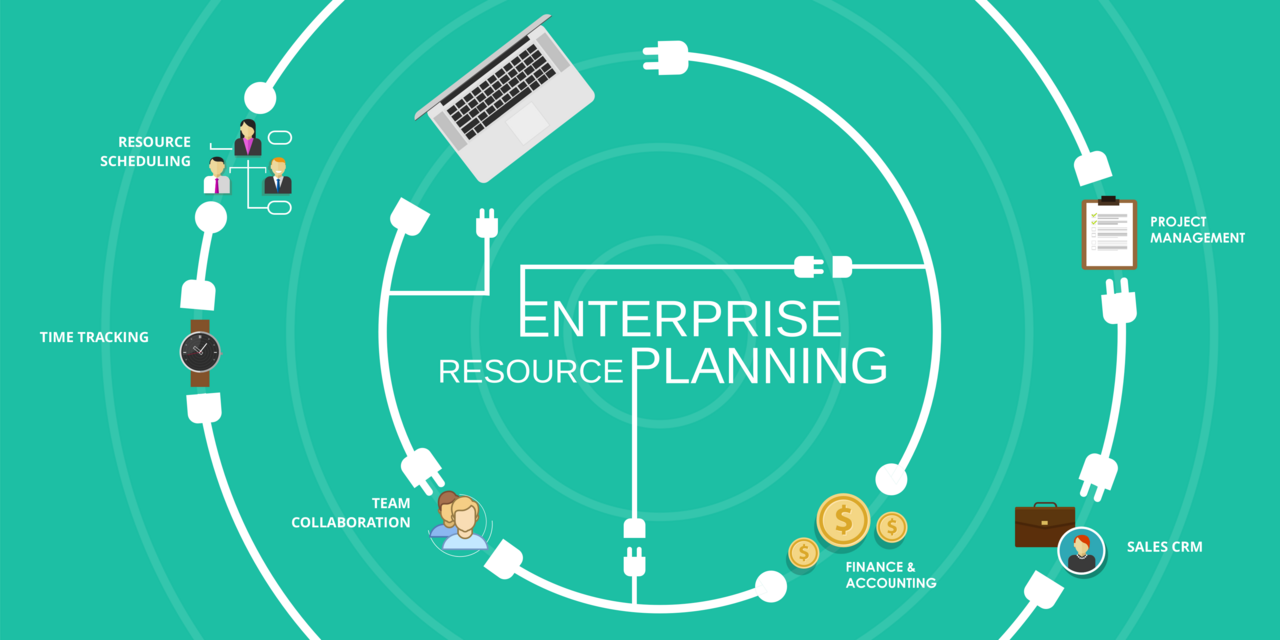 RESOURCE
SCHEDULING
PROJECT
MANAGEMENT
ENTERPRISE
RESOURCE PLANNING
TIME TRACKING
TEAM
COLLABORATION
$ $ $
FINANCE &
ACCOUNTING
SALES CRM